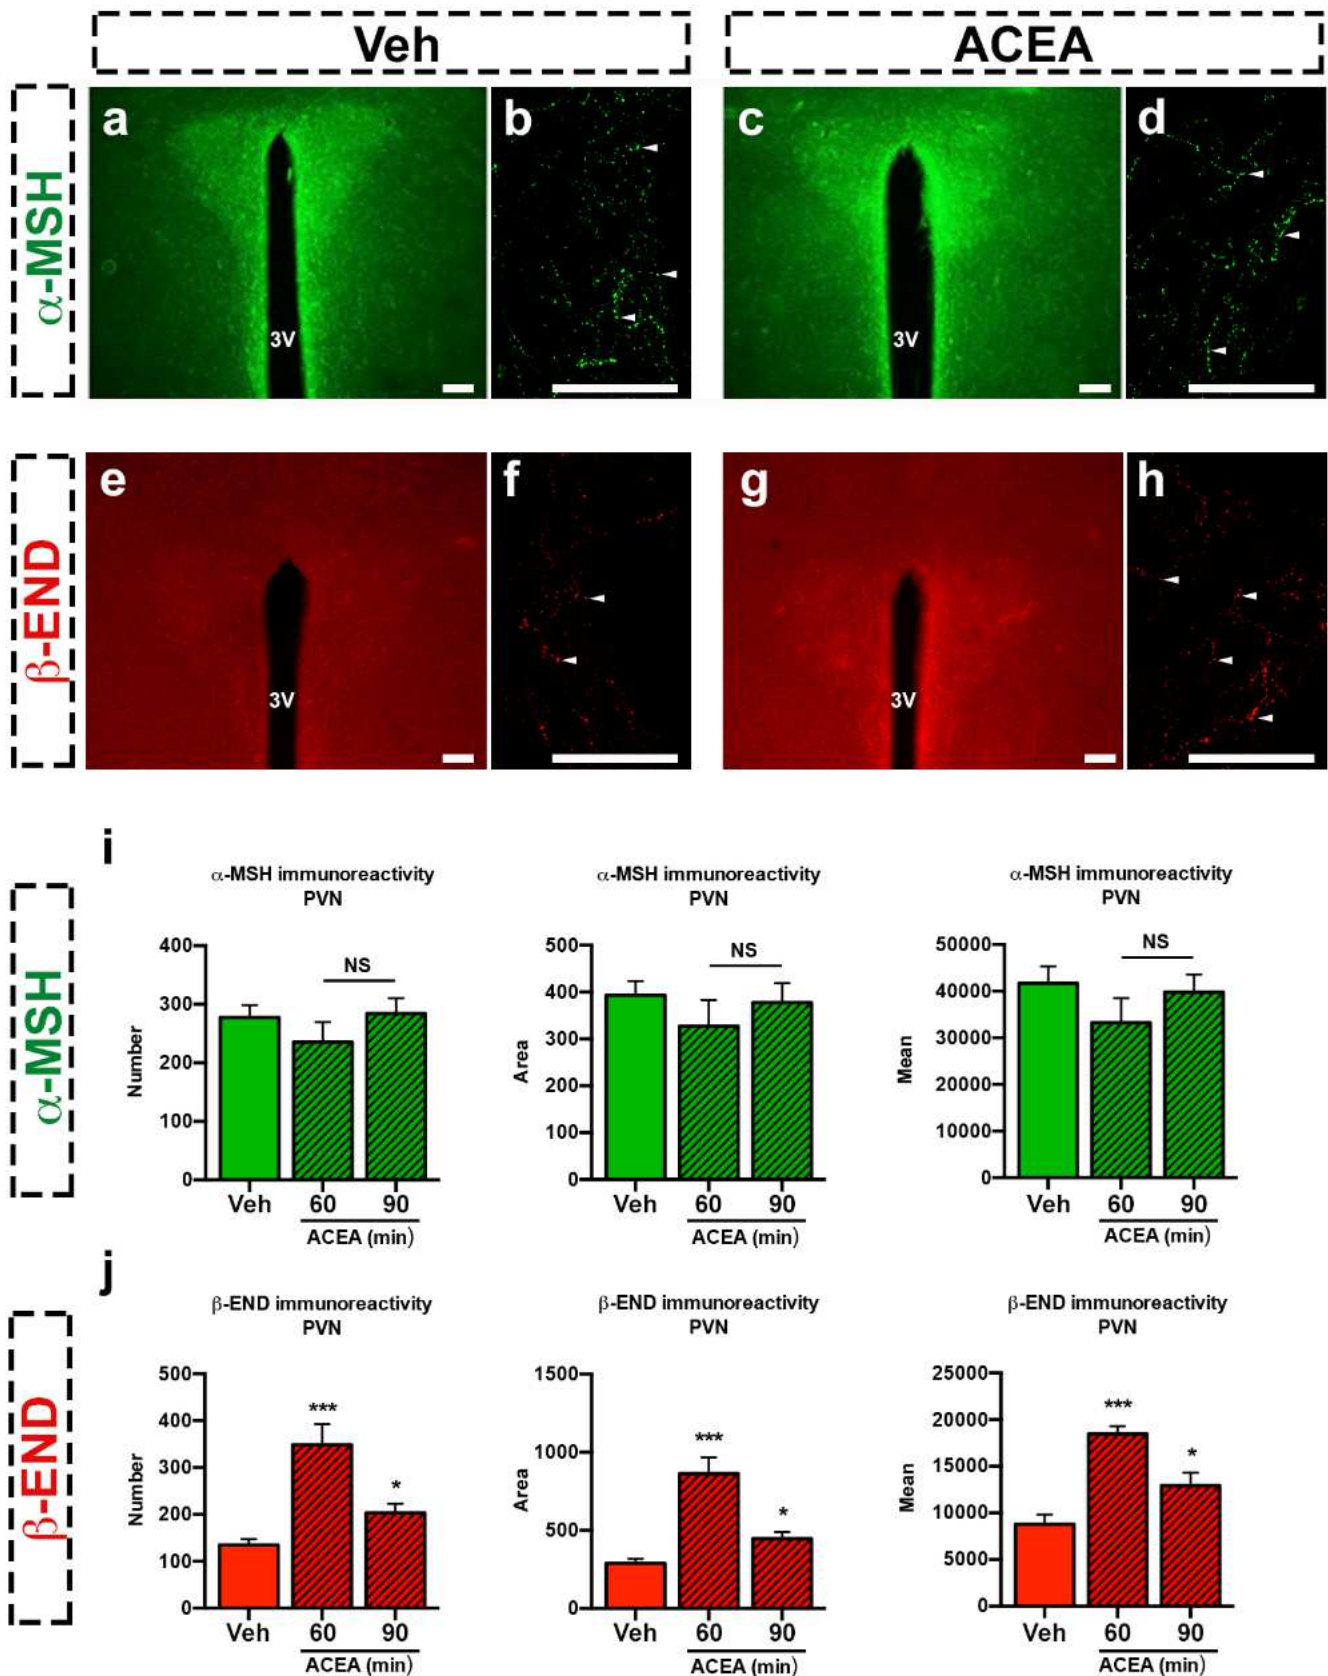 Veh
ACEA
α-MSH
a
b
c
d
3V
3V
β-END
e
f
g
h
3V
3V
i
α-MSH
α-MSH immunoreactivity
PVN
Number
400
300
200
100
0
NS
Veh
60
90
ACEA (min)
α-MSH immunoreactivity
PVN
Area
500
400
300
200
100
0
NS
Veh
60
90
ACEA (min)
α-MSH immunoreactivity
PVN
Mean
50000
40000
30000
20000
10000
0
NS
Veh
60
90
ACEA (min)
j
β-END
β-END immunoreactivity
PVN
Number
500
400
300
200
100
0
***
*
Veh
60
90
ACEA (min)
β-END immunoreactivity
PVN
Area
1500
1000
500
0
***
*
Veh
60
90
ACEA (min)
β-END immunoreactivity
PVN
Mean
25000
20000
15000
10000
5000
0
***
*
Veh
60
90
ACEA (min)